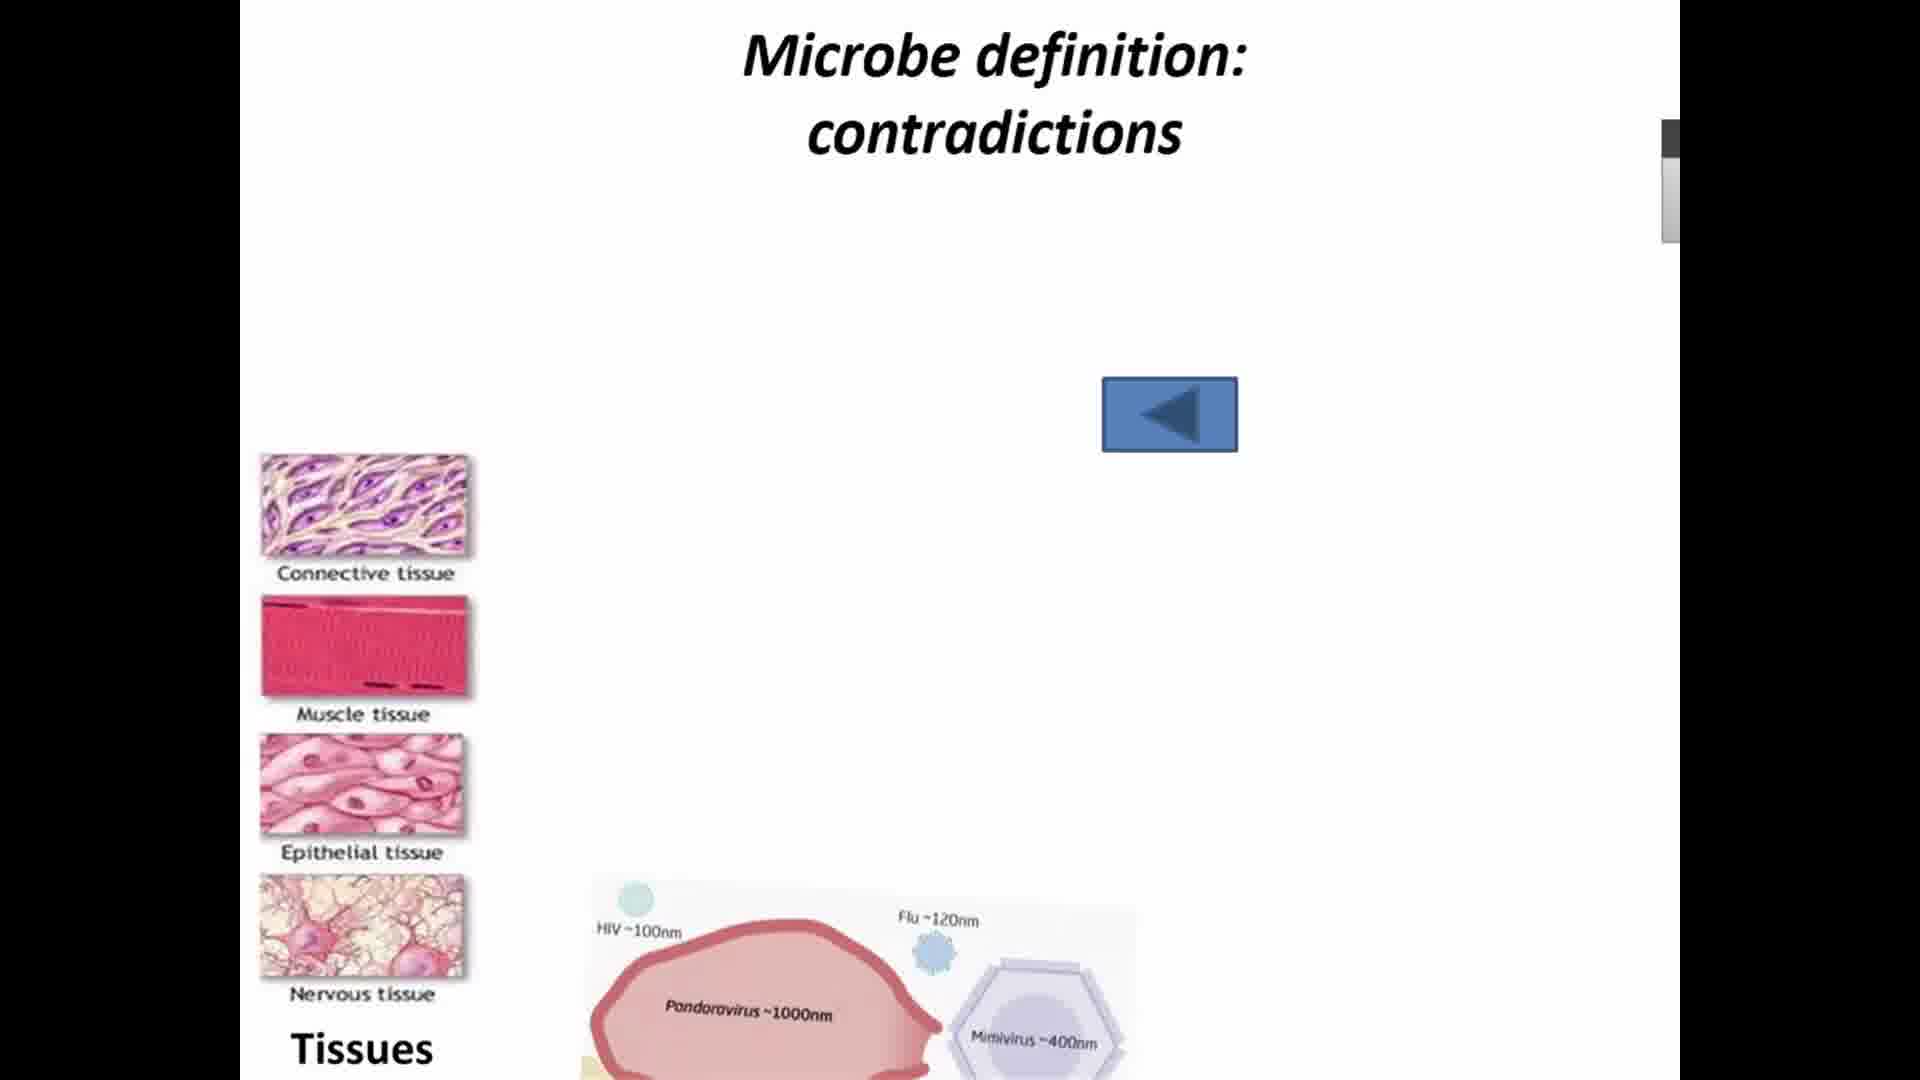 Microbe definition:
contradictions
Connective tissue
Muscle tissue
Epithelial tissue
Nervous tissue
Tissues
HIV ~100nm
Flu ~120nm
Pandoravirus ~1000nm
Mimivirus ~400nm